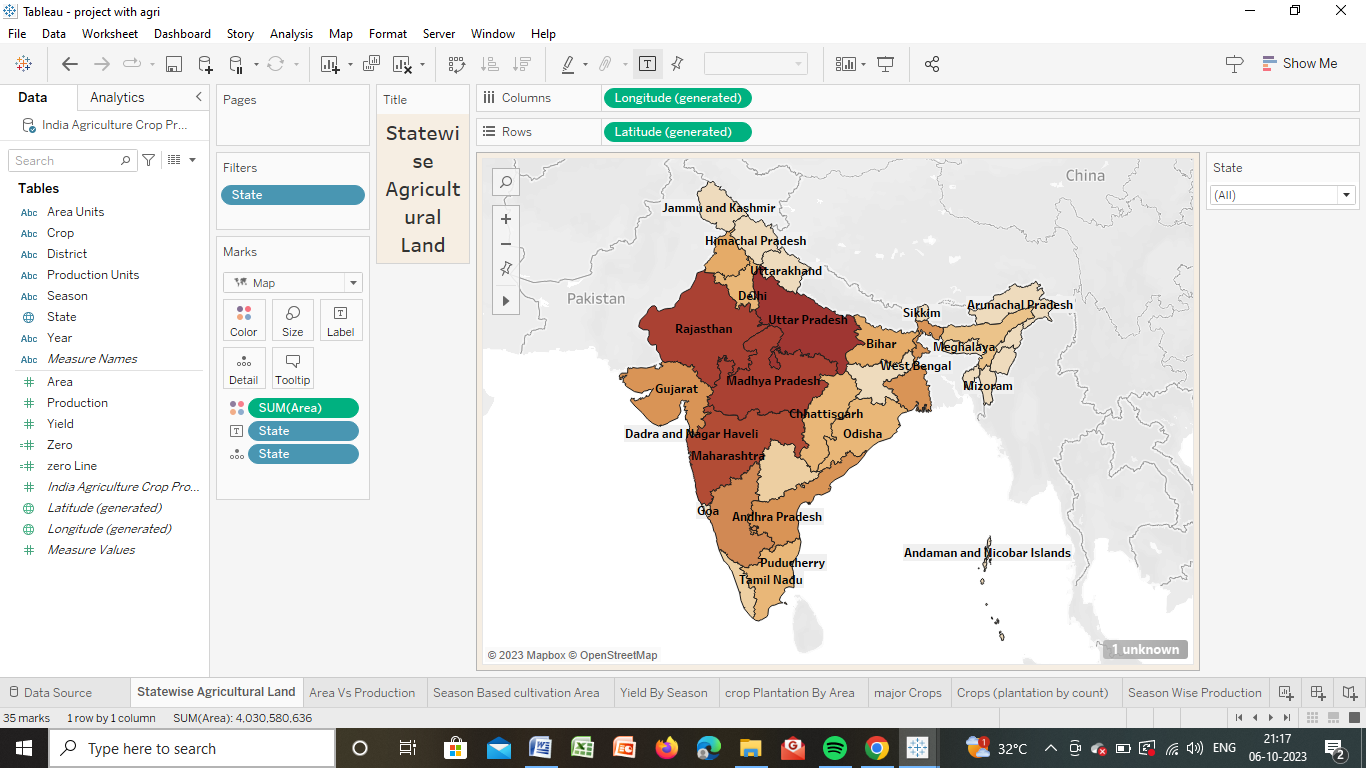 Tableau - project with agri
File Data Worksheet Dashboard Story Analysis Map Format Server Window Help
Show Me
Data Analytics
India Agriculture Crop Pr...
Search
Tables
Abc Area Units
Abc Crop
Abc District
Abc Production Units
Abc Season
State
Abc Year
Abc Measure Names
# Area
# Production
# Yield
=# Zero
=# zero Line
# India Agriculture Crop Pro...
Latitude (generated)
Longitude (generated)
# Measure Values
Pages
Filters
State
Marks
Map
Color Size Label
Detail Tooltip
SUM(Area)
State
State
Title
Statewi
se
Agricult
ural
Land
Columns Longitude (generated)
Rows Latitude (generated)
China
Jammu and Kashmir
Himachal Pradesh
Uttarakhand
Pakistan
Delhi
Arunachal Pradesh
Sikkim
Uttar Pradesh
Rajasthan
Bihar
Meghalaya
West Bengal
Madhya Pradesh
Mizoram
Gujarat
Chhattisgarh
Dadra and Nagar Haveli
Odisha
Maharashtra
Goa
Andhra Pradesh
Andaman and Nicobar Islands
Puducherry
Tamil Nadu
© 2023 Mapbox © OpenStreetMap
1 unknown
State
(All)
Data Source Statewise Agricultural Land Area Vs Production Season Based cultivation Area Yield By Season crop Plantation By Area major Crops Crops (plantation by count) Season Wise Production
35 marks 1 row by 1 column SUM(Area): 4,030,580,636
Type here to search
1
32°C
ENG
21:17
06-10-2023
2